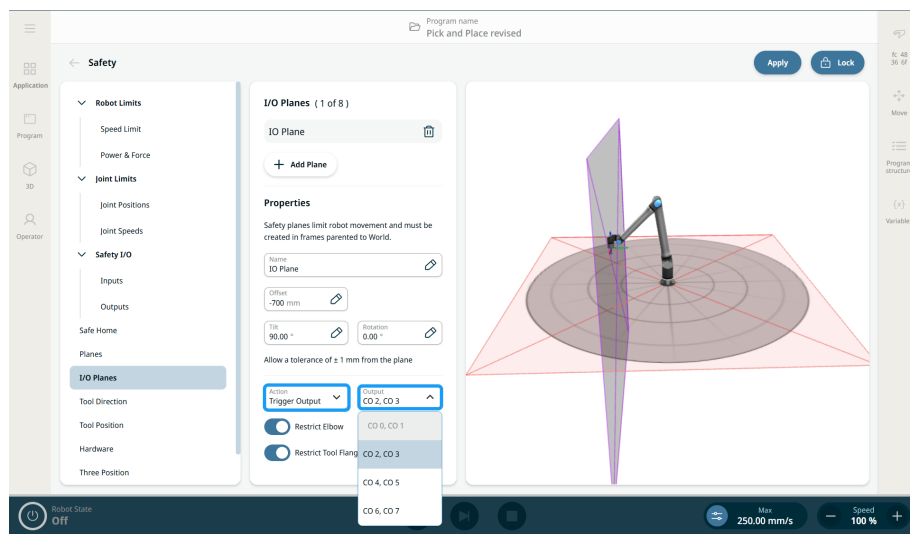 Program name
Pick and Place revised
Safety
Apply
Lock
fc 48
36 6f
Application
Program
3D
Operator
Move
Program
structur
{x}
Variable
Robot Limits
Speed Limit
Power & Force
Joint Limits
Joint Positions
Joint Speeds
Safety I/O
Inputs
Outputs
Safe Home
Planes
I/O Planes
Tool Direction
Tool Position
Hardware
Three Position
I/O Planes ( 1 of 8 )
IO Plane
+ Add Plane
Properties
Safety planes limit robot movement and must be
created in frames parented to World.
Name
IO Plane
Offset
-700 mm
Tilt
90.00 °
Rotation
0.00 °
Allow a tolerance of ± 1 mm from the plane
Action
Trigger Output
Output
CO 2, CO 3
Restrict Elbow
Restrict Tool Flang
CO 0, CO 1
CO 2, CO 3
CO 4, CO 5
CO 6, CO 7
Robot State
Off
Max
250.00 mm/s
Speed
100 %